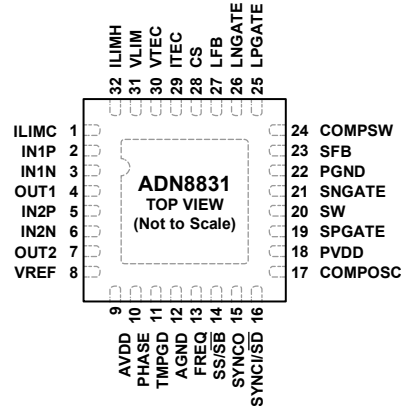 32 ILIMH
31 VLIM
30 VTEC
29 ITEC
28 CS
27 LFB
26 LNGATE
25 LPGATE
ILIMC 1
IN1P 2
IN1N 3
OUT1 4
IN2P 5
IN2N 6
OUT2 7
VREF 8
ADN8831
TOP VIEW
(Not to Scale)
24 COMPSW
23 SFB
22 PGND
21 SNGATE
20 SW
19 SPGATE
18 PVDD
17 COMPOSC
AVDD 9
PHASE 10
TMPGD 11
AGND 12
FREQ 13
SS/S̅B̅ 14
SYNCO 15
SYNCI/S̅D̅ 16